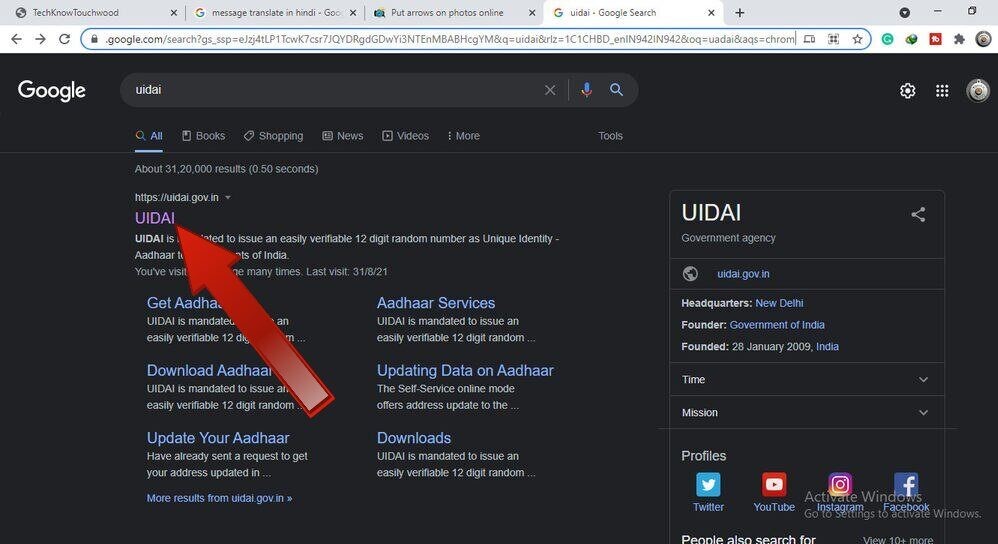 TechKnowTouchwood
message translate in hindi - Goo
Put arrows on photos online
uidai - Google Search
.google.com/search?gs_ssp=eJzj4tLP1TcwK7csr7JQYDRgdGDwYi3NTEnMBABHcgYM&q=uidai&rlz=1C1CHBD_enIN942IN942&oq=uadai&aqs=chrom
Google
uidai
All Books Shopping News Videos More Tools
About 31,20,000 results (0.50 seconds)
https://uidai.gov.in
UIDAI
UIDAI is mandated to issue an easily verifiable 12 digit random number as Unique Identity -
Aadhaar to ts of India.
You've visit ge many times. Last visit: 31/8/21
Get Aadhaa
UIDAI is mandated to issue an
easily verifiable 12 digit random ...
Aadhaar Services
UIDAI is mandated to issue an
easily verifiable 12 digit random ...
Download Aadhaar
UIDAI is mandated to issue an
easily verifiable 12 digit random ...
Updating Data on Aadhaar
The Self-Service online mode
offers address update to the ...
Update Your Aadhaar
Have already sent a request to get
your address updated in ...
Downloads
UIDAI is mandated to issue an
easily verifiable 12 digit random ...
More results from uidai.gov.in »
UIDAI
Government agency
uidai.gov.in
Headquarters: New Delhi
Founder: Government of India
Founded: 28 January 2009, India
Time
Mission
Profiles
Twitter YouTube Instagram Facebook
Activate Windows
Go to Settings to activate Windows.
People also search for View 10+ more